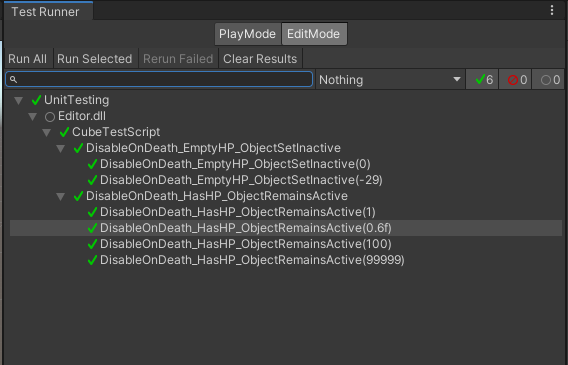 Test Runner
PlayMode EditMode
Run All Run Selected Rerun Failed Clear Results
Nothing 6 0 0
UnitTesting
Editor.dll
CubeTestScript
DisableOnDeath_EmptyHP_ObjectSetInactive
DisableOnDeath_EmptyHP_ObjectSetInactive(0)
DisableOnDeath_EmptyHP_ObjectSetInactive(-29)
DisableOnDeath_HasHP_ObjectRemainsActive
DisableOnDeath_HasHP_ObjectRemainsActive(1)
DisableOnDeath_HasHP_ObjectRemainsActive(0.6f)
DisableOnDeath_HasHP_ObjectRemainsActive(100)
DisableOnDeath_HasHP_ObjectRemainsActive(99999)